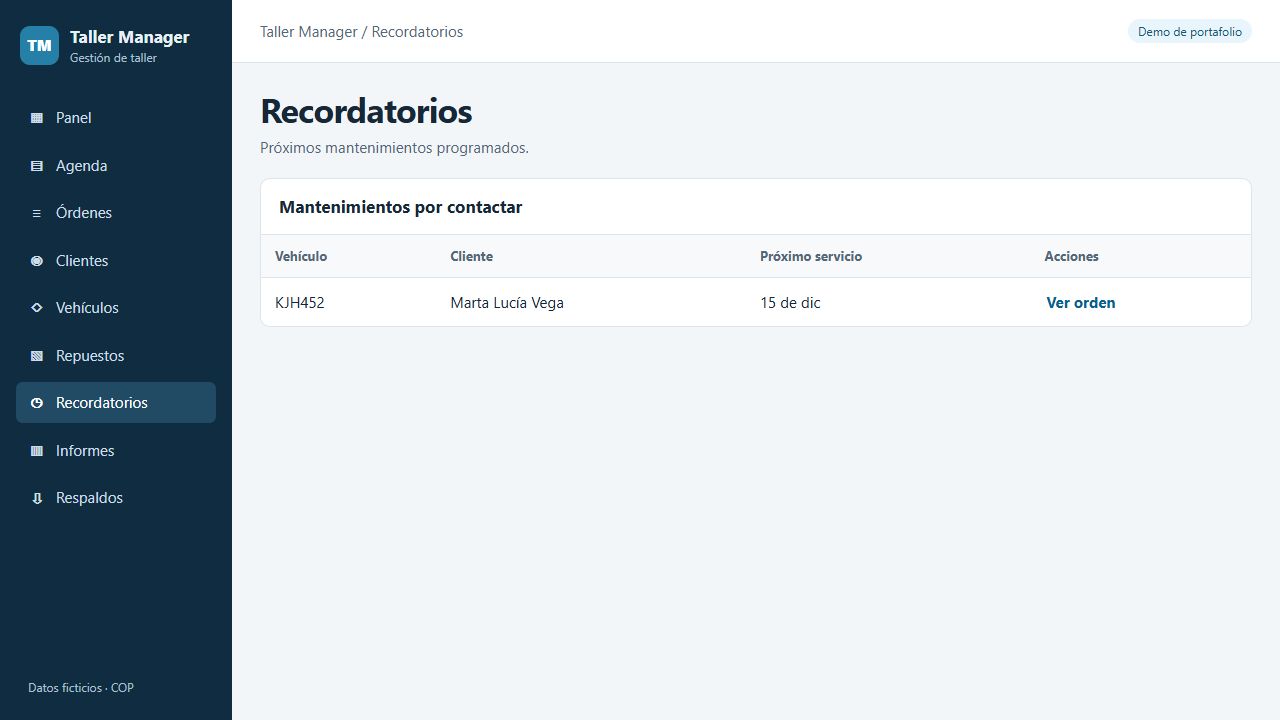 TM
Taller Manager
Gestión de taller
Panel
Agenda
Órdenes
Clientes
Vehículos
Repuestos
Recordatorios
Informes
Respaldos
Datos ficticios · COP
Taller Manager / Recordatorios
Demo de portafolio
Recordatorios
Próximos mantenimientos programados.
Mantenimientos por contactar
Vehículo Cliente Próximo servicio Acciones
KJH452 Marta Lucía Vega 15 de dic Ver orden